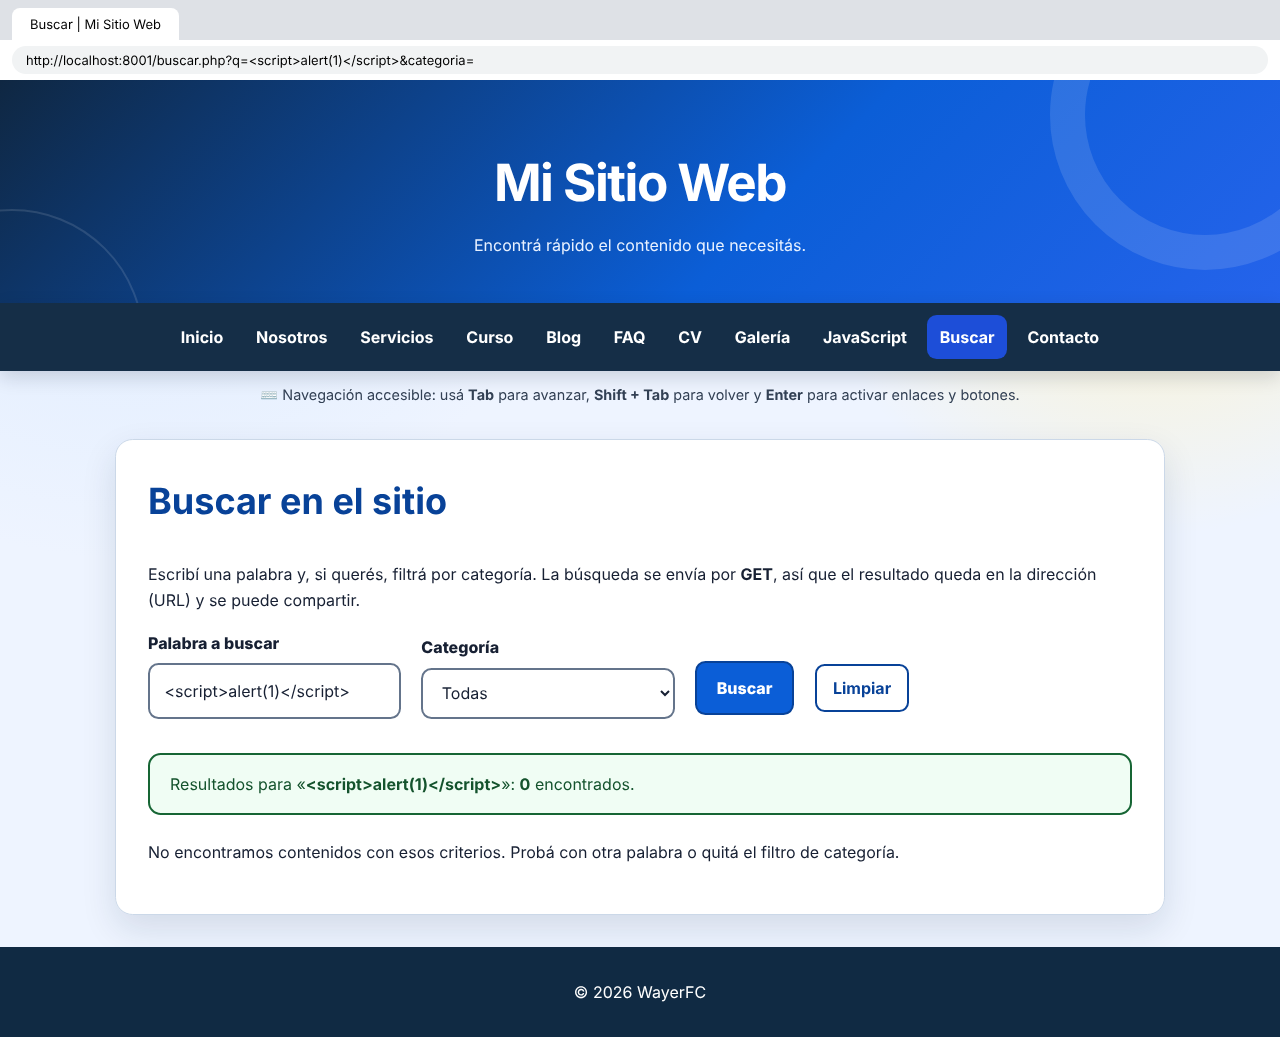 Buscar | Mi Sitio Web
http://localhost:8001/buscar.php?q=<script>alert(1)</script>&categoria=
Mi Sitio Web
Encontrá rápido el contenido que necesitás.
Inicio Nosotros Servicios Curso Blog FAQ CV Galería JavaScript Buscar Contacto
Navegación accesible: usá Tab para avanzar, Shift + Tab para volver y Enter para activar enlaces y botones.
Buscar en el sitio
Escribí una palabra y, si querés, filtrá por categoría. La búsqueda se envía por GET, así que el resultado queda en la dirección
(URL) y se puede compartir.
Palabra a buscar
<script>alert(1)</script>
Categoría
Todas
Buscar
Limpiar
Resultados para «<script>alert(1)</script>»: 0 encontrados.
No encontramos contenidos con esos criterios. Probá con otra palabra o quitá el filtro de categoría.
© 2026 WayerFC